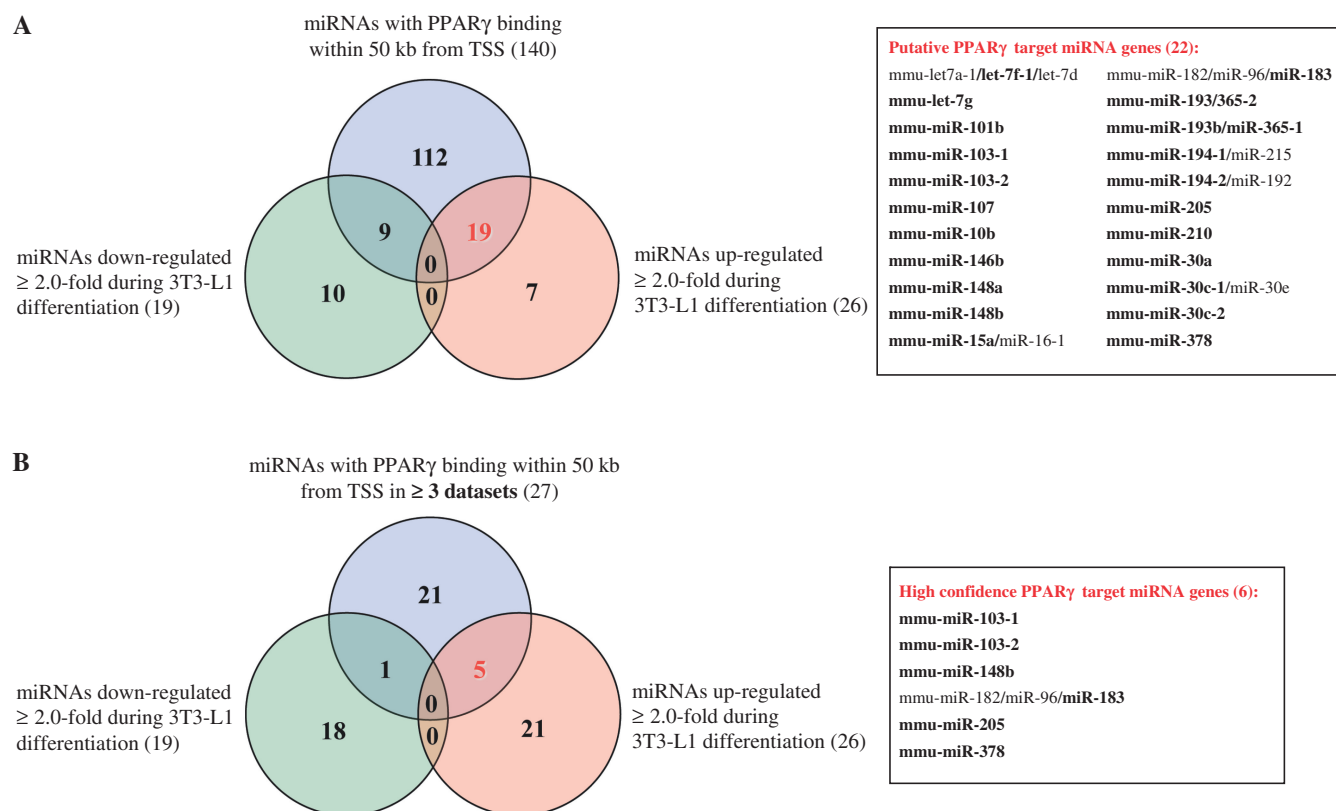 A
miRNAs with PPARγ binding
within 50 kb from TSS (140)
112
9
19
0
0
10
7
miRNAs down-regulated
≥ 2.0-fold during 3T3-L1
differentiation (19)
miRNAs up-regulated
≥ 2.0-fold during
3T3-L1 differentiation (26)
Putative PPARγ target miRNA genes (22):
mmu-let7a-1/let-7f-1/let-7d
mmu-let-7g
mmu-miR-101b
mmu-miR-103-1
mmu-miR-103-2
mmu-miR-107
mmu-miR-10b
mmu-miR-146b
mmu-miR-148a
mmu-miR-148b
mmu-miR-15a/miR-16-1
mmu-miR-182/miR-96/miR-183
mmu-miR-193/365-2
mmu-miR-193b/miR-365-1
mmu-miR-194-1/miR-215
mmu-miR-194-2/miR-192
mmu-miR-205
mmu-miR-210
mmu-miR-30a
mmu-miR-30c-1/miR-30e
mmu-miR-30c-2
mmu-miR-378
B
miRNAs with PPARγ binding within 50 kb
from TSS in ≥ 3 datasets (27)
21
1
5
0
0
18
21
miRNAs down-regulated
≥ 2.0-fold during 3T3-L1
differentiation (19)
miRNAs up-regulated
≥ 2.0-fold during
3T3-L1 differentiation (26)
High confidence PPARγ target miRNA genes (6):
mmu-miR-103-1
mmu-miR-103-2
mmu-miR-148b
mmu-miR-182/miR-96/miR-183
mmu-miR-205
mmu-miR-378